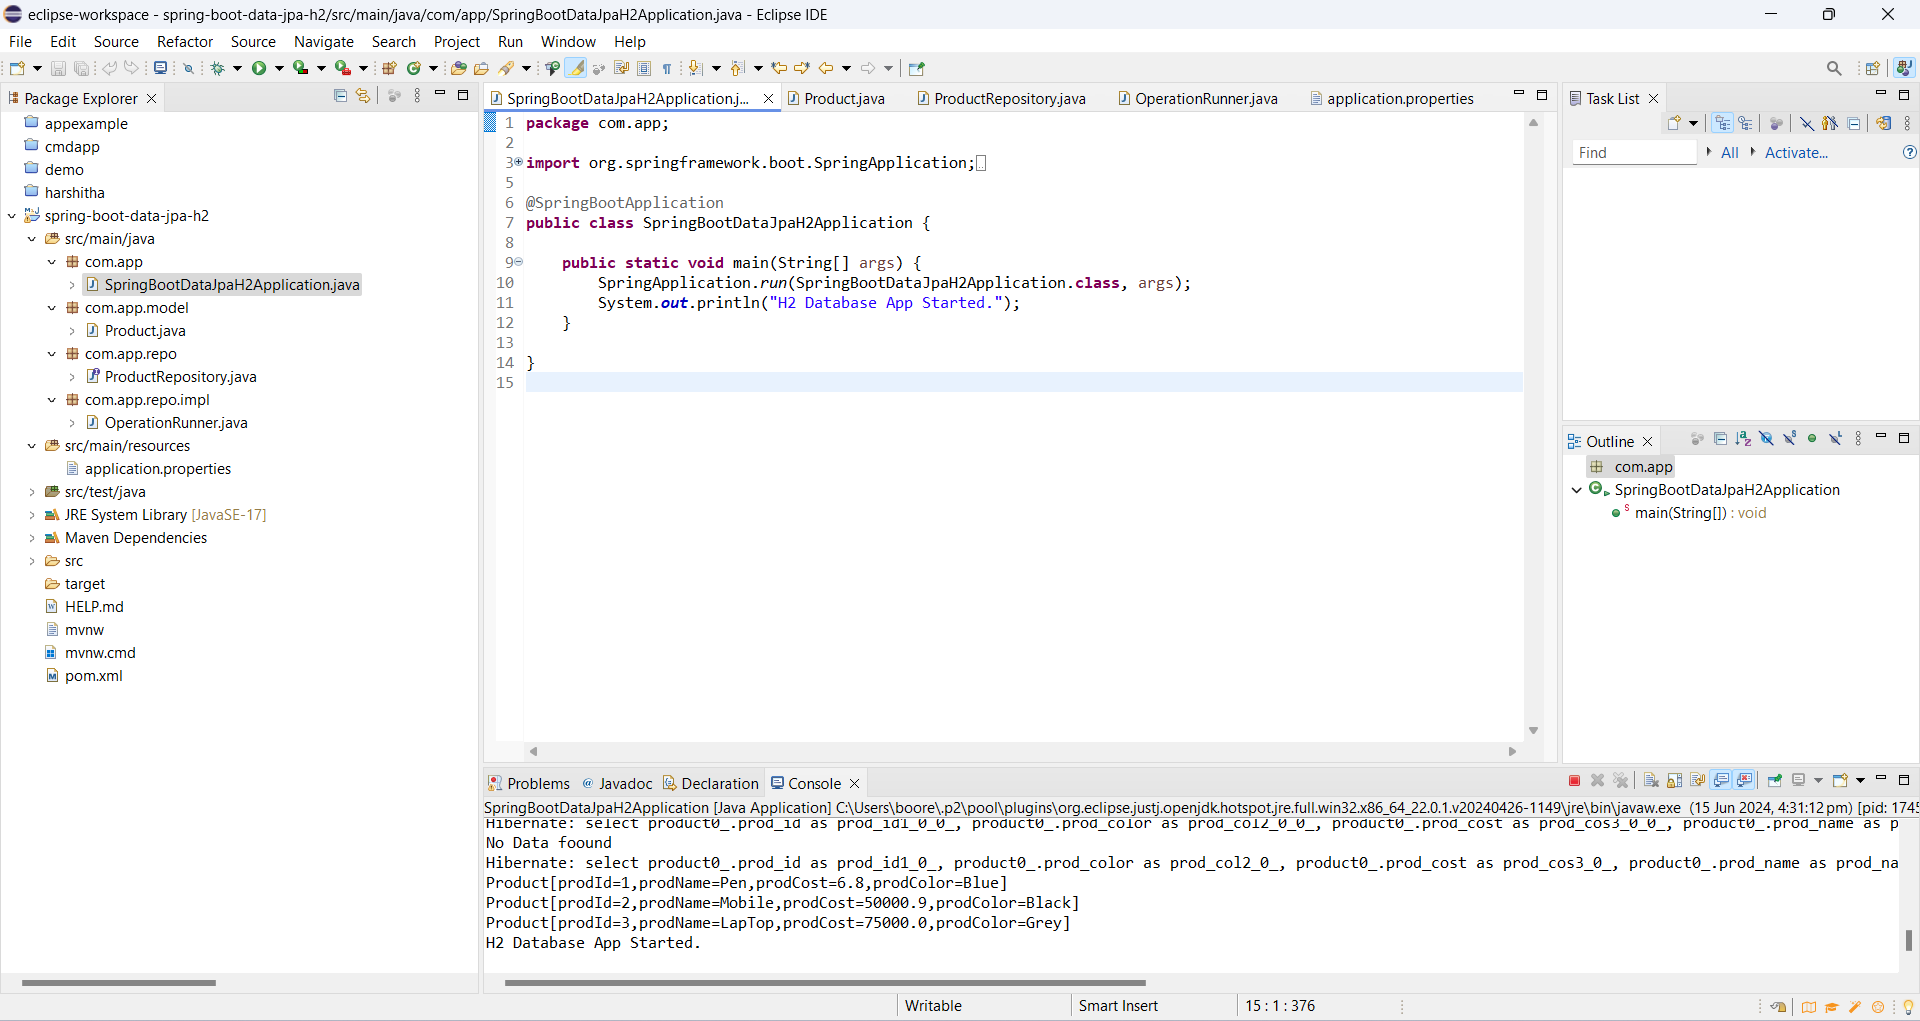 eclipse-workspace - spring-boot-data-jpa-h2/src/main/java/com/app/SpringBootDataJpaH2Application.java - Eclipse IDE
File Edit Source Refactor Source Navigate Search Project Run Window Help
Package Explorer
appexample
cmdapp
demo
harshitha
spring-boot-data-jpa-h2
src/main/java
com.app
SpringBootDataJpaH2Application.java
com.app.model
Product.java
com.app.repo
ProductRepository.java
com.app.repo.impl
OperationRunner.java
src/main/resources
application.properties
src/test/java
JRE System Library [JavaSE-17]
Maven Dependencies
src
target
HELP.md
mvnw
mvnw.cmd
pom.xml
SpringBootDataJpaH2Application.j... Product.java ProductRepository.java OperationRunner.java application.properties
1 package com.app;
2
3 import org.springframework.boot.SpringApplication;
5
6 @SpringBootApplication
7 public class SpringBootDataJpaH2Application {
8
9 public static void main(String[] args) {
10 SpringApplication.run(SpringBootDataJpaH2Application.class, args);
11 System.out.println("H2 Database App Started.");
12 }
13
14 }
15
Task List
Find All Activate...
Outline
com.app
SpringBootDataJpaH2Application
main(String[]) : void
Problems Javadoc Declaration Console
SpringBootDataJpaH2Application [Java Application] C:\Users\boore\.p2\pool\plugins\org.eclipse.justj.openjdk.hotspot.jre.full.win32.x86_64_22.0.1.v20240426-1149\jre\bin\javaw.exe (15 Jun 2024, 4:31:12 pm) [pid: 1745
Hibernate: select product0_.prod_id as prod_id1_0_0_, product0_.prod_color as prod_col2_0_0_, product0_.prod_cost as prod_cos3_0_0_, product0_.prod_name as p
No Data foound
Hibernate: select product0_.prod_id as prod_id1_0_, product0_.prod_color as prod_col2_0_, product0_.prod_cost as prod_cos3_0_, product0_.prod_name as prod_na
Product[prodId=1,prodName=Pen,prodCost=6.8,prodColor=Blue]
Product[prodId=2,prodName=Mobile,prodCost=50000.9,prodColor=Black]
Product[prodId=3,prodName=LapTop,prodCost=75000.0,prodColor=Grey]
H2 Database App Started.
Writable Smart Insert 15 : 1 : 376